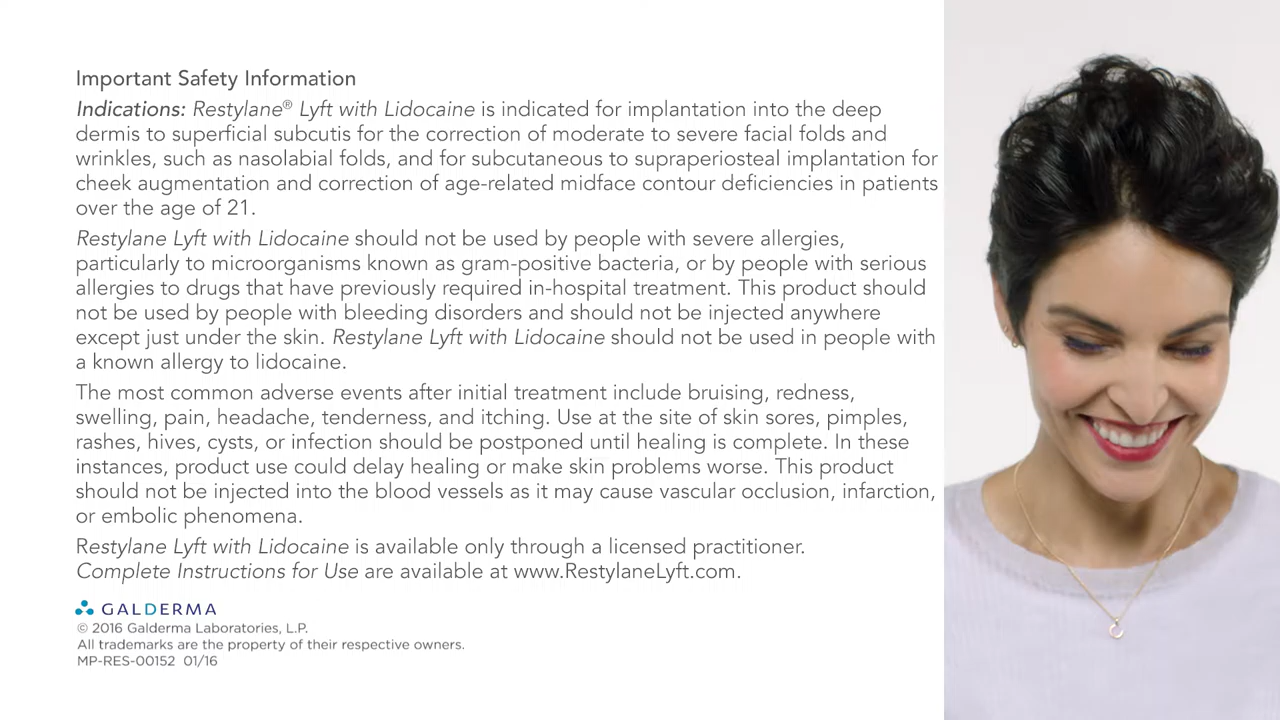 Important Safety Information
Indications: Restylane® Lyft with Lidocaine is indicated for implantation into the deep
dermis to superficial subcutis for the correction of moderate to severe facial folds and
wrinkles, such as nasolabial folds, and for subcutaneous to supraperiosteal implantation for
cheek augmentation and correction of age-related midface contour deficiencies in patients
over the age of 21.
Restylane Lyft with Lidocaine should not be used by people with severe allergies,
particularly to microorganisms known as gram-positive bacteria, or by people with serious
allergies to drugs that have previously required in-hospital treatment. This product should
not be used by people with bleeding disorders and should not be injected anywhere
except just under the skin. Restylane Lyft with Lidocaine should not be used in people with
a known allergy to lidocaine.
The most common adverse events after initial treatment include bruising, redness,
swelling, pain, headache, tenderness, and itching. Use at the site of skin sores, pimples,
rashes, hives, cysts, or infection should be postponed until healing is complete. In these
instances, product use could delay healing or make skin problems worse. This product
should not be injected into the blood vessels as it may cause vascular occlusion, infarction,
or embolic phenomena.
Restylane Lyft with Lidocaine is available only through a licensed practitioner.
Complete Instructions for Use are available at www.RestylaneLyft.com.
GALDERMA
© 2016 Galderma Laboratories, L.P.
All trademarks are the property of their respective owners.
MP-RES-00152 01/16